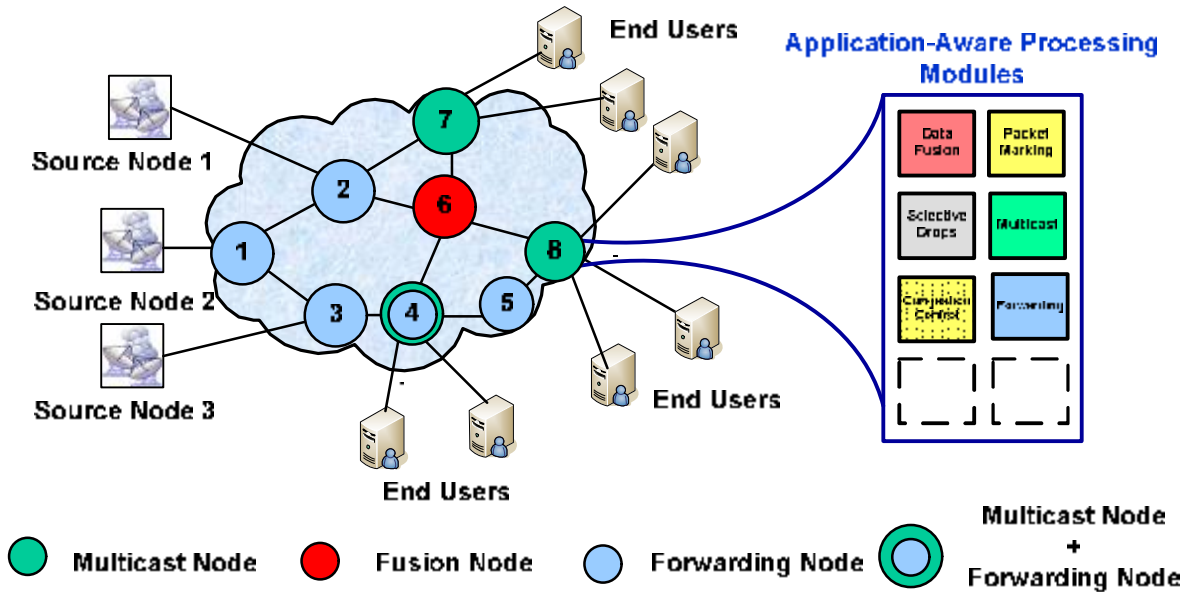 End Users
Application-Aware Processing
Modules
Source Node 1
7
2
6
Data
Fusion
Packet
Marking
Selective
Drops
Multicast
Source Node 2
1
8
-
3
4
5
Congestion
Control
Forwarding
Source Node 3
-
End Users
End Users
Multicast Node
Fusion Node
Forwarding Node
Multicast Node
+
Forwarding Node